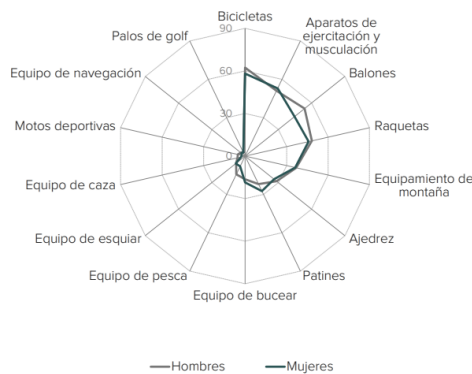 Bicicletas
Aparatos de
ejercitación y
musculación
Balones
Raquetas
Equipamiento de
montaña
Ajedrez
Patines
Equipo de bucear
Equipo de pesca
Equipo de esquiar
Equipo de caza
Motos deportivas
Equipo de navegación
Palos de golf
90
60
30
0
Hombres
Mujeres